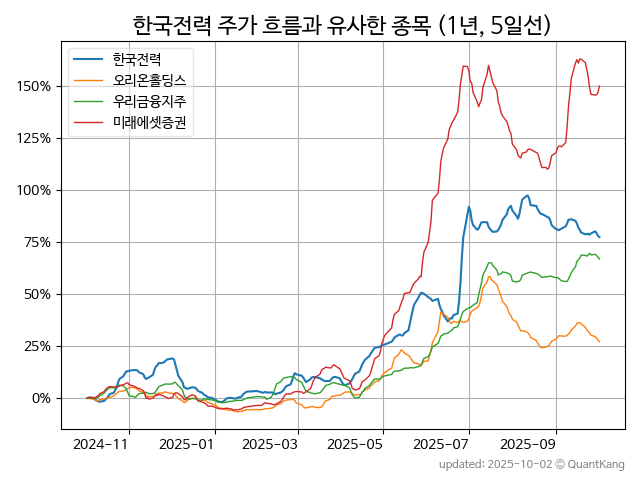 한국전력 주가 흐름과 유사한 종목 (1년, 5일선)
한국전력
오리온홀딩스
우리금융지주
미래에셋증권
150%
125%
100%
75%
50%
25%
0%
2024-11 2025-01 2025-03 2025-05 2025-07 2025-09
updated: 2025-10-02 © QuantKang